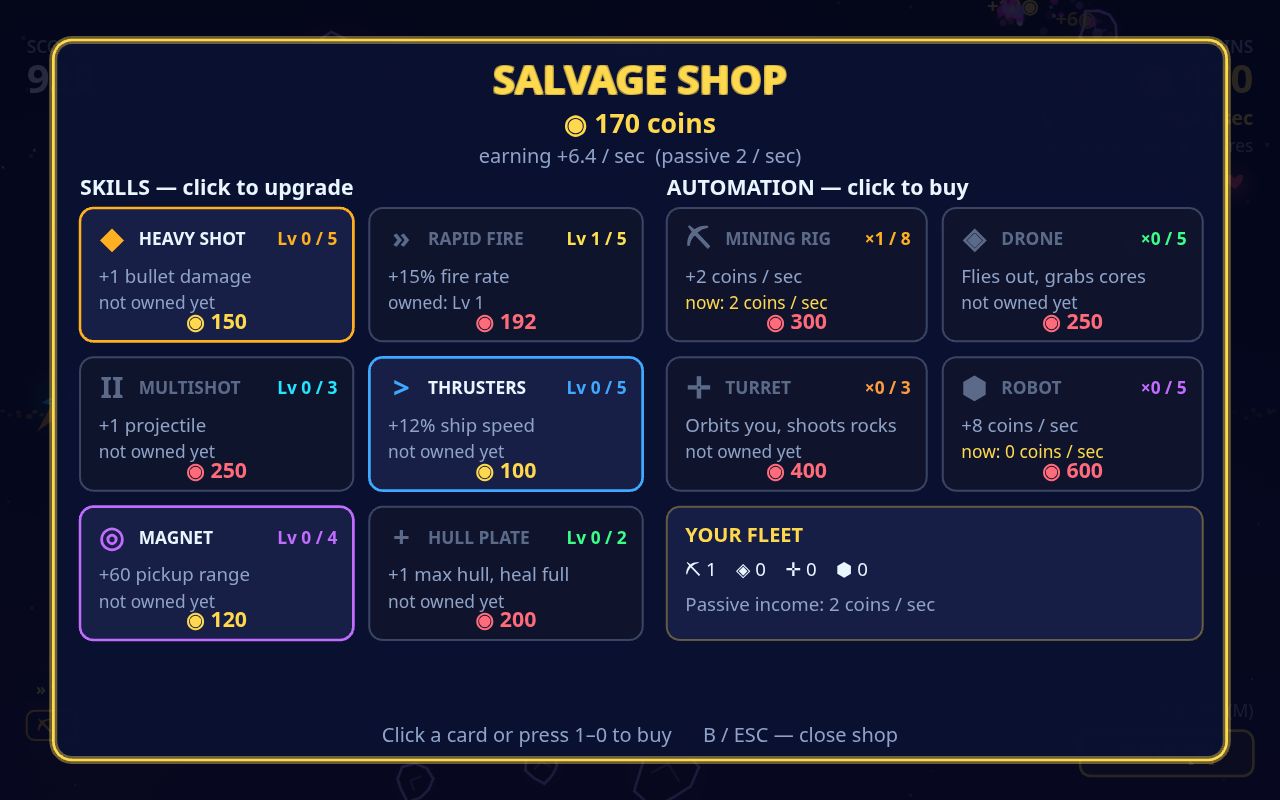 SALVAGE SHOP
◉ 170 coins
earning +6.4 / sec (passive 2 / sec)
SKILLS — click to upgrade
◆ HEAVY SHOT Lv 0 / 5
+1 bullet damage
not owned yet
◉ 150
» RAPID FIRE Lv 1 / 5
+15% fire rate
owned: Lv 1
◉ 192
II MULTISHOT Lv 0 / 3
+1 projectile
not owned yet
◉ 250
> THRUSTERS Lv 0 / 5
+12% ship speed
not owned yet
◉ 100
◎ MAGNET Lv 0 / 4
+60 pickup range
not owned yet
◉ 120
+ HULL PLATE Lv 0 / 2
+1 max hull, heal full
not owned yet
◉ 200
AUTOMATION — click to buy
⛏ MINING RIG ×1 / 8
+2 coins / sec
now: 2 coins / sec
◉ 300
◈ DRONE ×0 / 5
Flies out, grabs cores
not owned yet
◉ 250
✛ TURRET ×0 / 3
Orbits you, shoots rocks
not owned yet
◉ 400
⬢ ROBOT ×0 / 5
+8 coins / sec
now: 0 coins / sec
◉ 600
YOUR FLEET
⛏ 1 ◈ 0 ✛ 0 ⬢ 0
Passive income: 2 coins / sec
Click a card or press 1–0 to buy B / ESC — close shop